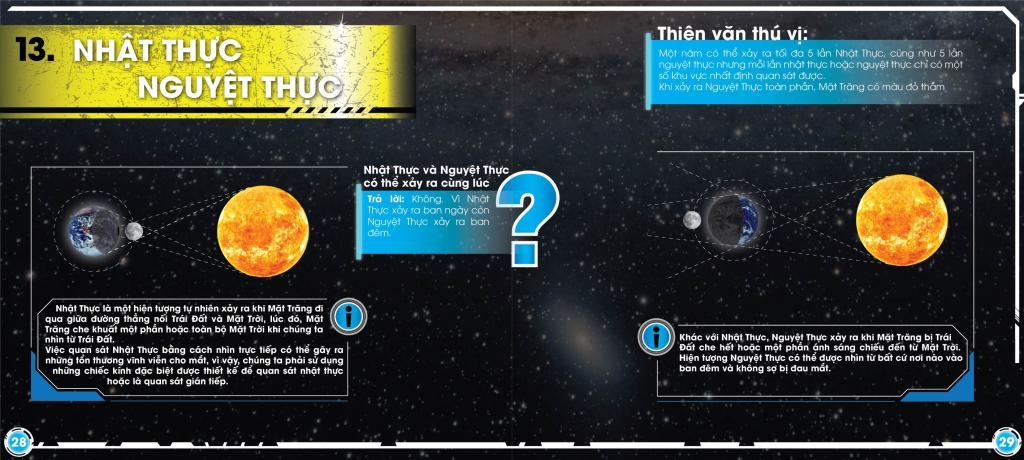 13. NHẬT THỰC
NGUYỆT THỰC
Nhật Thực và Nguyệt Thực
có thể xảy ra cùng lúc
?
Trả lời: Không. Vì Nhật
Thực xảy ra ban ngày còn
Nguyệt Thực xảy ra ban
đêm.
i
Nhật Thực là một hiện tượng tự nhiên xảy ra khi Mặt Trăng đi
qua giữa đường thẳng nối Trái Đất và Mặt Trời, lúc đó, Mặt
Trăng che khuất một phần hoặc toàn bộ Mặt Trời khi chúng ta
nhìn từ Trái Đất.
Việc quan sát Nhật Thực bằng cách nhìn trực tiếp có thể gây ra
những tổn thương vĩnh viễn cho mắt, vì vậy, chúng ta phải sử dụng
những chiếc kính đặc biệt được thiết kế để quan sát nhật thực
hoặc là quan sát gián tiếp.
28
Thiên văn thú vị:
Một năm có thể xảy ra tối đa 5 lần Nhật Thực, cũng như 5 lần
nguyệt thực nhưng mỗi lần nhật thực hoặc nguyệt thực chỉ có một
số khu vực nhất định quan sát được.
Khi xảy ra Nguyệt Thực toàn phần, Mặt Trăng có màu đỏ thẫm
i
Khác với Nhật Thực, Nguyệt Thực xảy ra khi Mặt Trăng bị Trái
Đất che hết hoặc một phần ánh sáng chiếu đến từ Mặt Trời.
Hiện tượng Nguyệt Thực có thể được nhìn từ bất cứ nơi nào vào
ban đêm và không sợ bị đau mắt.
29